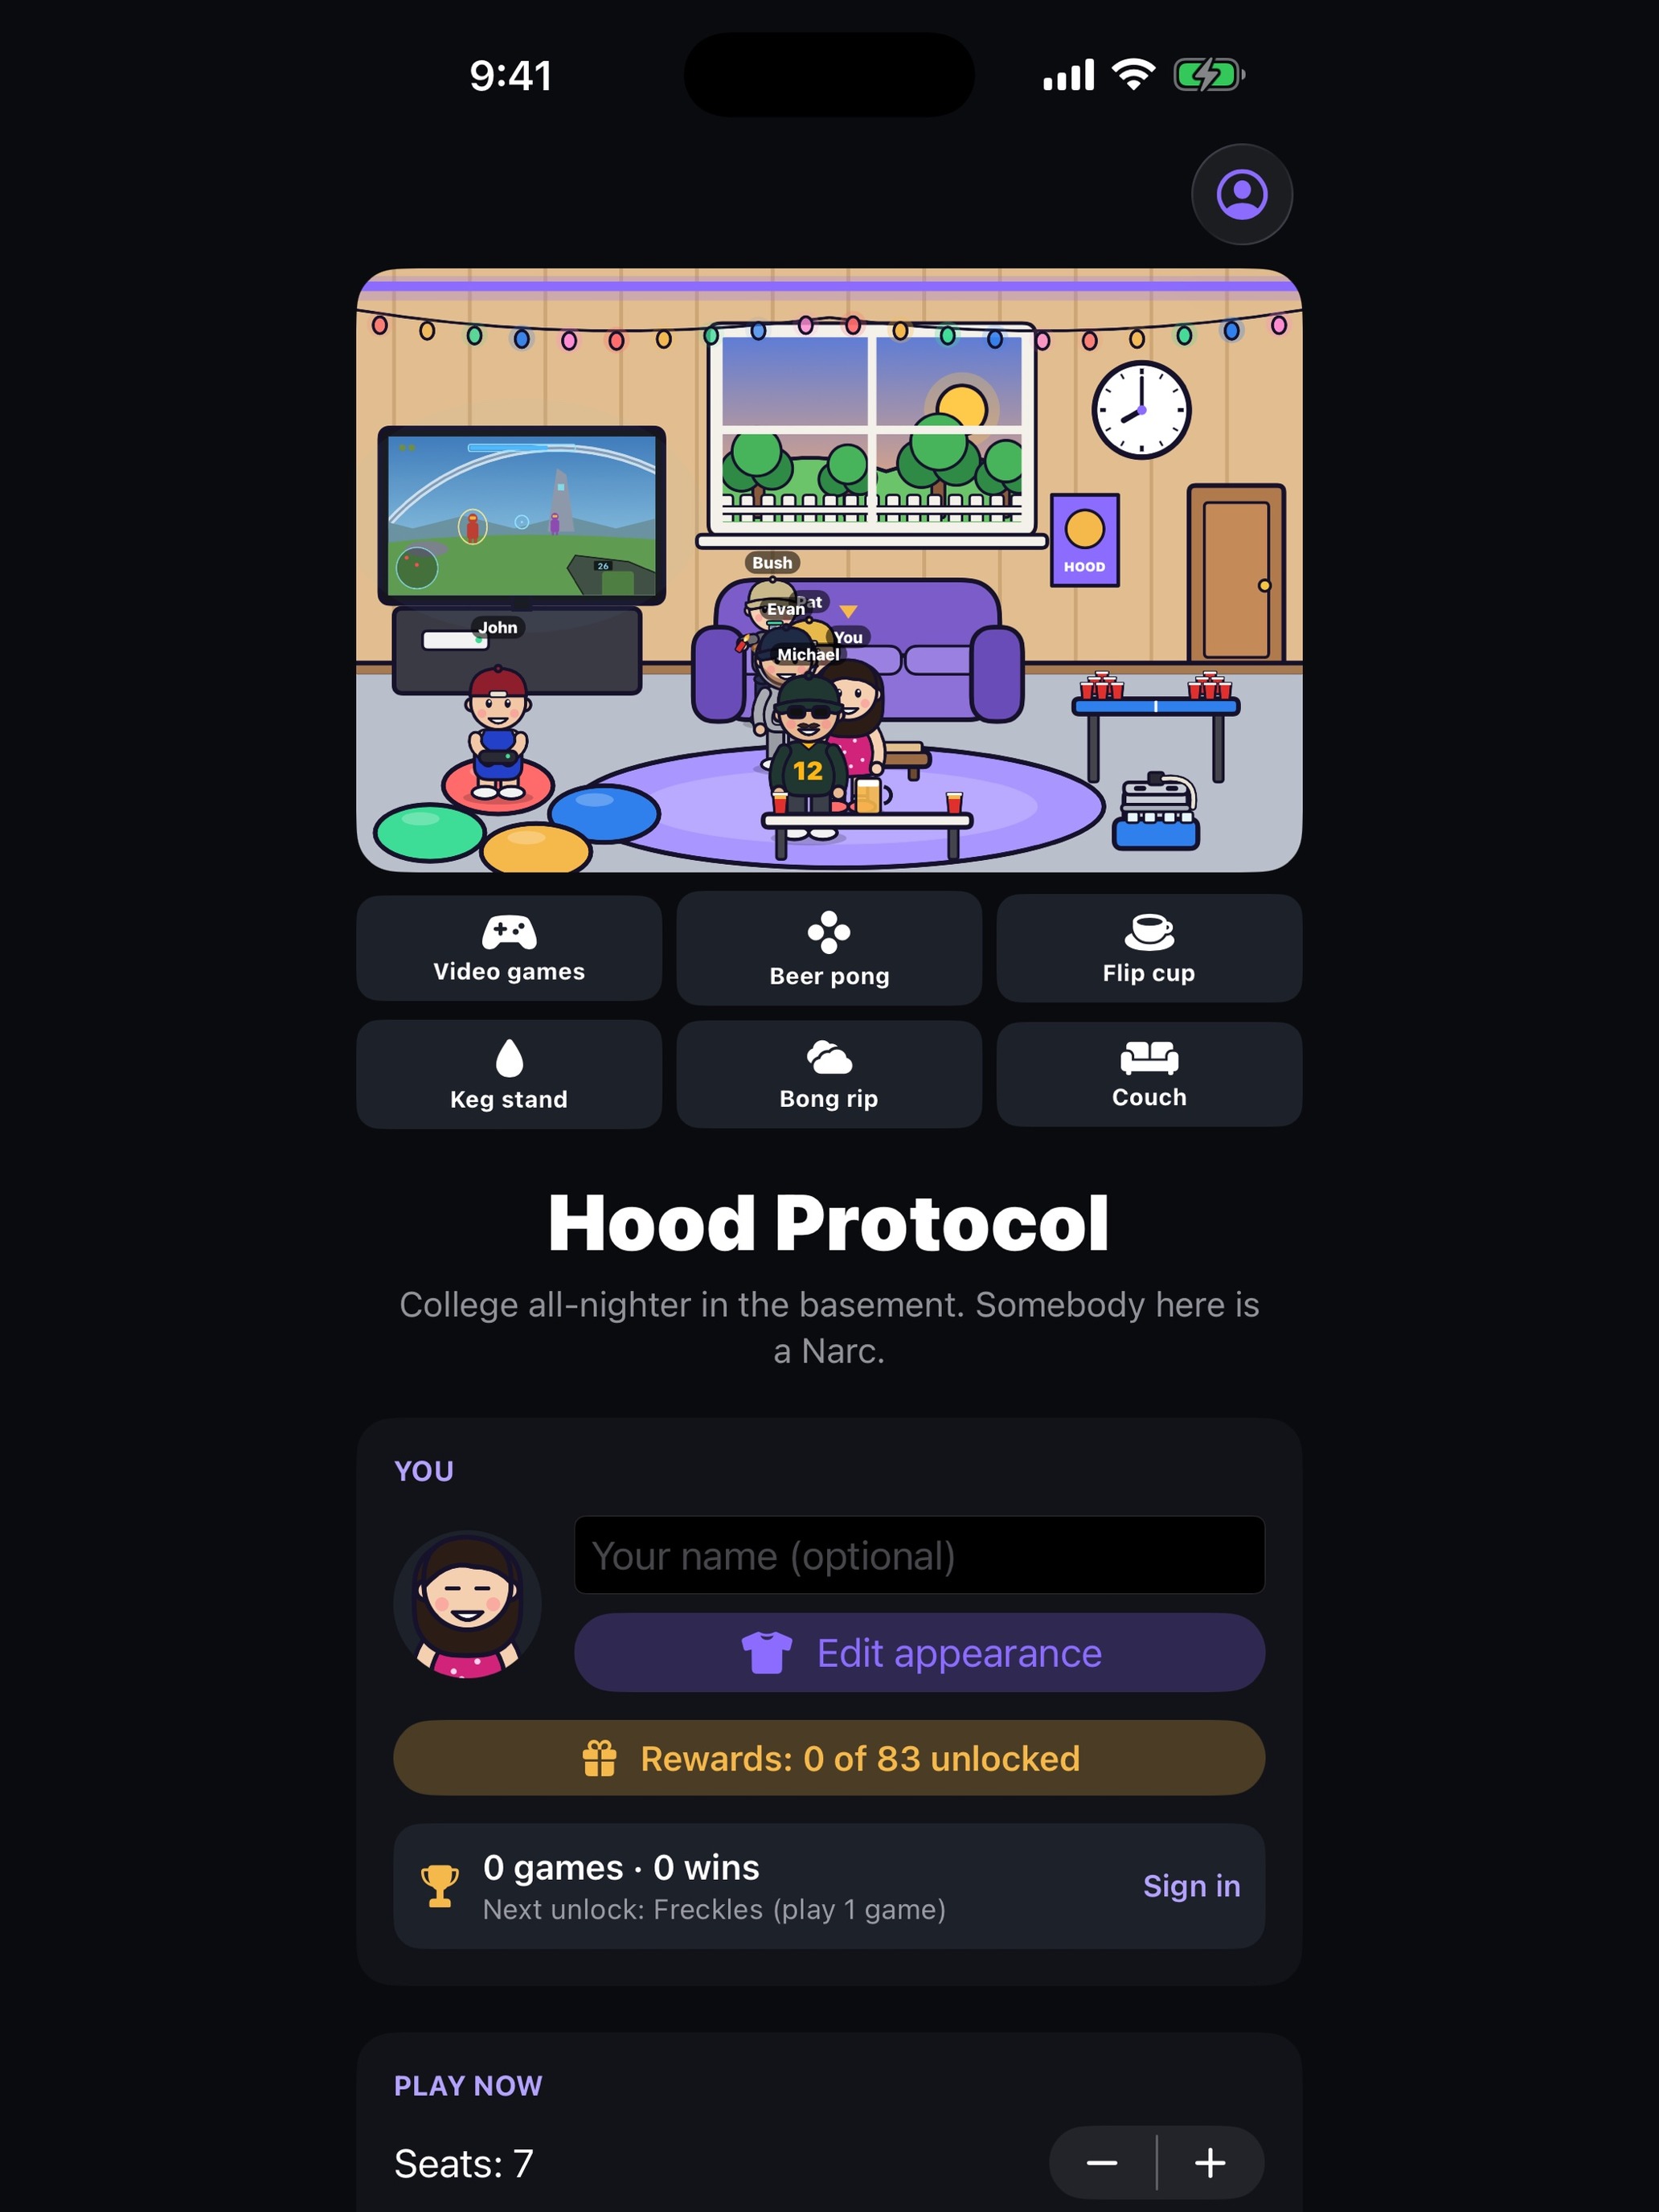 9:41
HOOD
26
Bush
Pat
Evan
John
You
Michael
12
Video games
Beer pong
Flip cup
Keg stand
Bong rip
Couch
Hood Protocol
College all-nighter in the basement. Somebody here is
a Narc.
YOU
Your name (optional)
Edit appearance
Rewards: 0 of 83 unlocked
0 games · 0 wins
Next unlock: Freckles (play 1 game)
Sign in
PLAY NOW
Seats: 7